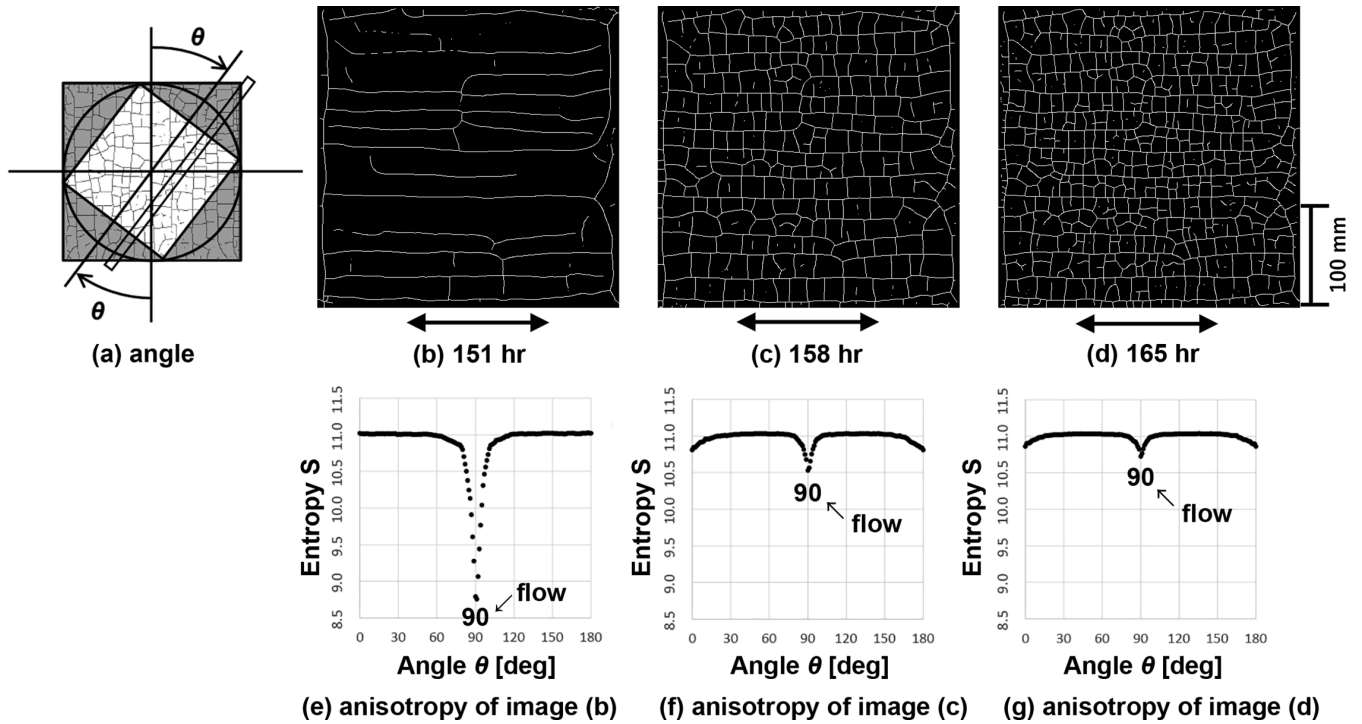 θ
θ
(a) angle
(b) 151 hr
(c) 158 hr
(d) 165 hr
100 mm
Entropy S
11.5
11.0
10.5
10.0
9.5
9.0
8.5
90
flow
0 30 60 90 120 150 180
Angle θ [deg]
(e) anisotropy of image (b)
Entropy S
11.5
11.0
10.5
10.0
9.5
9.0
8.5
90
flow
0 30 60 90 120 150 180
Angle θ [deg]
(f) anisotropy of image (c)
Entropy S
11.5
11.0
10.5
10.0
9.5
9.0
8.5
90
flow
0 30 60 90 120 150 180
Angle θ [deg]
(g) anisotropy of image (d)